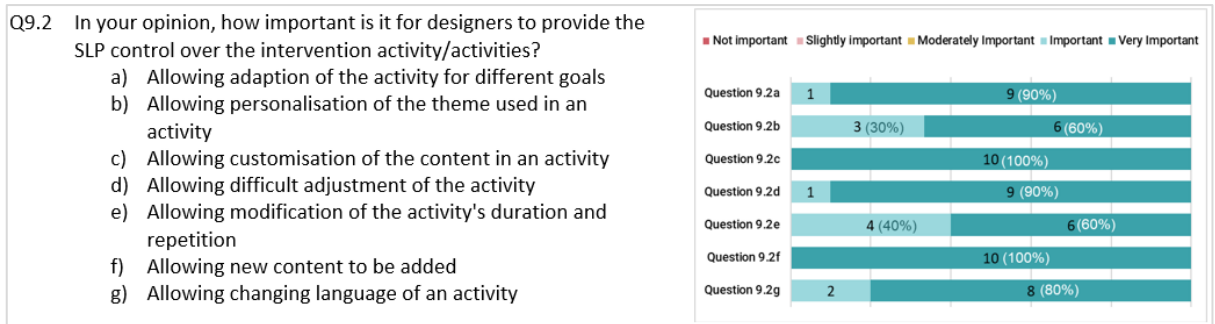 Q9.2 In your opinion, how important is it for designers to provide the
SLP control over the intervention activity/activities?
a) Allowing adaption of the activity for different goals
b) Allowing personalisation of the theme used in an
activity
c) Allowing customisation of the content in an activity
d) Allowing difficult adjustment of the activity
e) Allowing modification of the activity's duration and
repetition
f) Allowing new content to be added
g) Allowing changing language of an activity
Not important Slightly important Moderately Important Important Very Important
Question 9.2a 1 9 (90%)
Question 9.2b 3 (30%) 6 (60%)
Question 9.2c 10 (100%)
Question 9.2d 1 9 (90%)
Question 9.2e 4 (40%) 6 (60%)
Question 9.2f 10 (100%)
Question 9.2g 2 8 (80%)